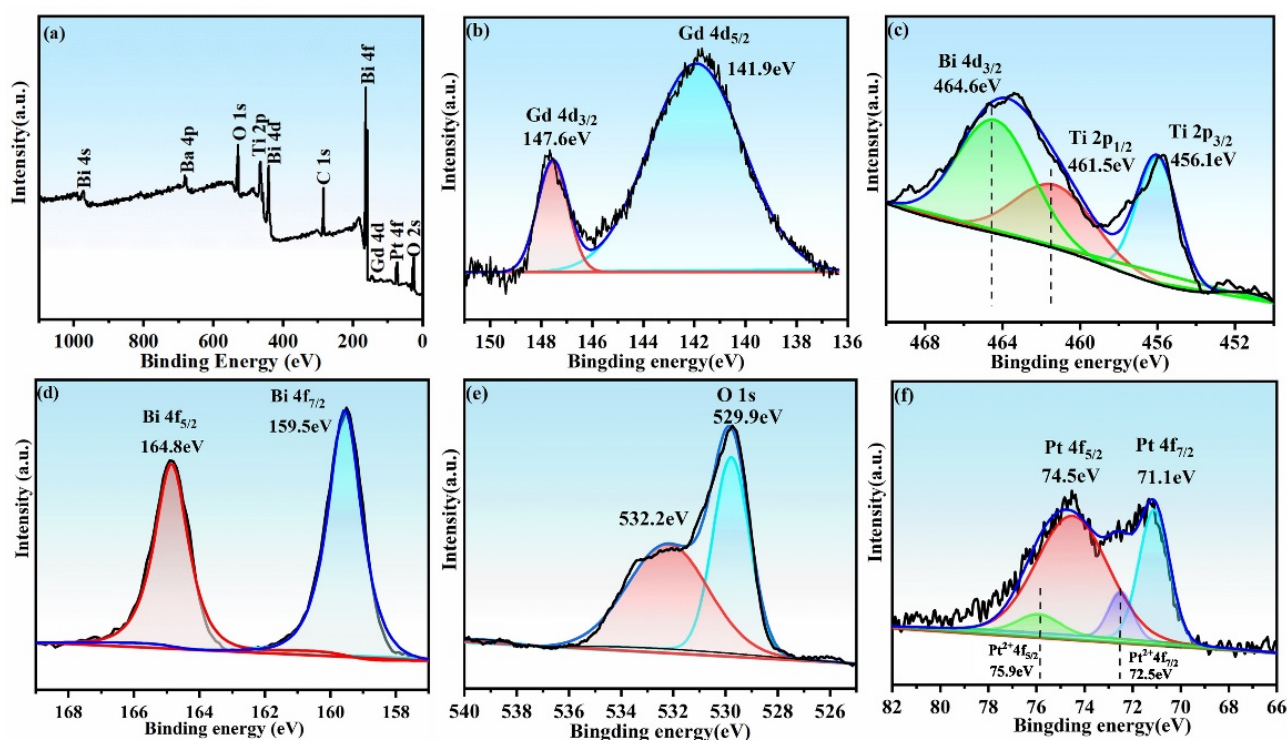 (a)
Bi 4s
Ba 4p
O 1s
Ti 2p
Bi 4d
C 1s
Bi 4f
Gd 4d
Pt 4f
O 2s
Intensity(a.u.)
1000 800 600 400 200 0
Binding Energy (eV)
(b)
Gd 4d5/2
141.9eV
Gd 4d3/2
147.6eV
Intensity(a.u.)
150 148 146 144 142 140 138 136
Bingding energy(eV)
(c)
Bi 4d3/2
464.6eV
Ti 2p1/2
461.5eV
Ti 2p3/2
456.1eV
Intensity(a.u.)
468 464 460 456 452
Bingding energy(eV)
(d)
Bi 4f5/2
164.8eV
Bi 4f7/2
159.5eV
Intensity (a.u.)
168 165 162 160 158
Binding energy (eV)
(e)
O 1s
529.9eV
532.2eV
Intensity(a.u.)
540 538 536 534 532 530 528 526
Bingding energy(eV)
(f)
Pt 4f5/2
74.5eV
Pt 4f7/2
71.1eV
Pt2+4f5/2
75.9eV
Pt2+4f7/2
72.5eV
Intensity(a.u.)
82 80 76 74 73 71 70 68 66
Bingding energy(eV)